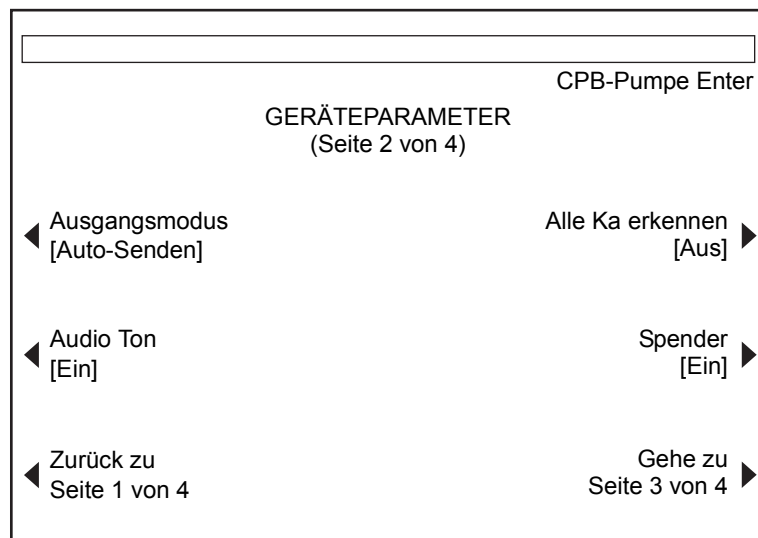 CPB-Pumpe Enter
GERÄTEPARAMETER
(Seite 2 von 4)
Ausgangsmodus
[Auto-Senden]
Alle Ka erkennen
[Aus]
Audio Ton
[Ein]
Spender
[Ein]
Zurück zu
Seite 1 von 4
Gehe zu
Seite 3 von 4